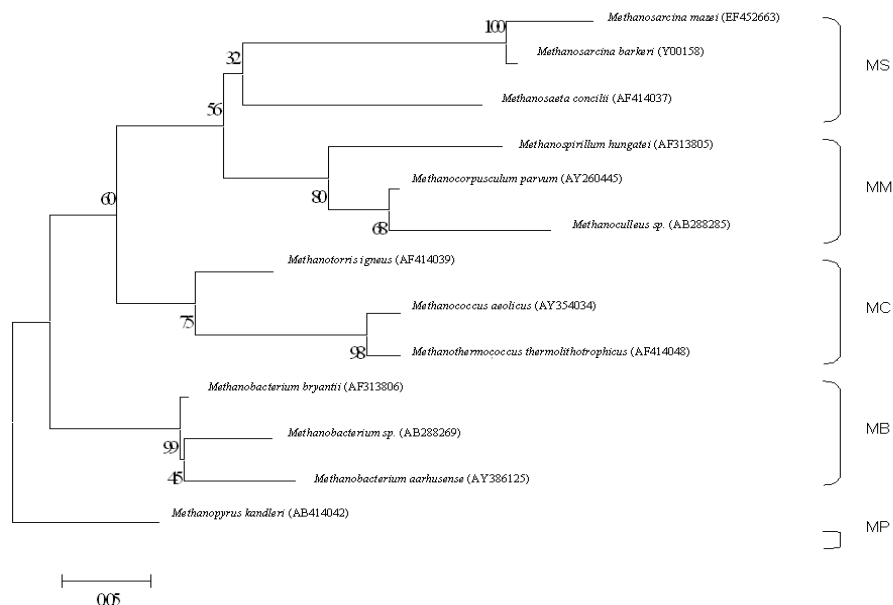 Methanosarcina mazei (EF452663)
100
Methanosarcina barkeri (Y00158)
32
MS
Methanosaeta concilii (AF414037)
56
Methanospirillum hungatei (AF313805)
Methanocorpusculum parvum (AY260445)
MM
80
60
68
Methanoculleus sp. (AB288285)
Methanotorris igneus (AF414039)
Methanococcus aeolicus (AY354034)
MC
75
98
Methanothermococcus thermolithotrophicus (AF414048)
Methanobacterium bryantii (AF313806)
Methanobacterium sp. (AB288269)
MB
99
45
Methanobacterium aarhusense (AY386125)
Methanopyrus kandleri (AB414042)
MP
0.05